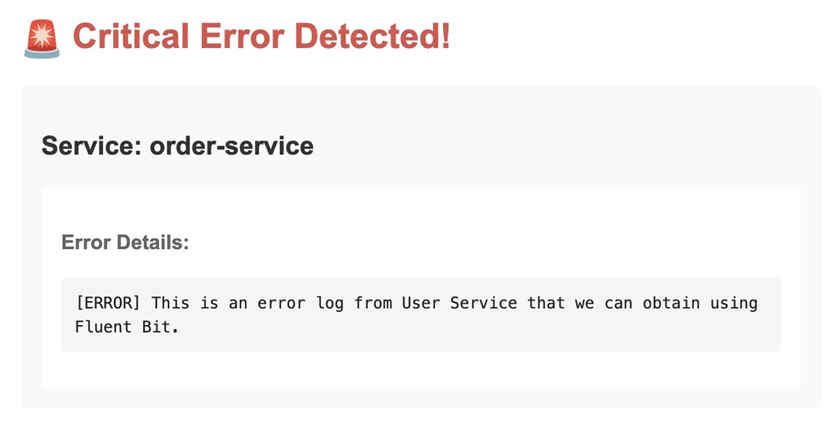 🚨 Critical Error Detected!
Service: order-service
Error Details:
[ERROR] This is an error log from User Service that we can obtain using
Fluent Bit.